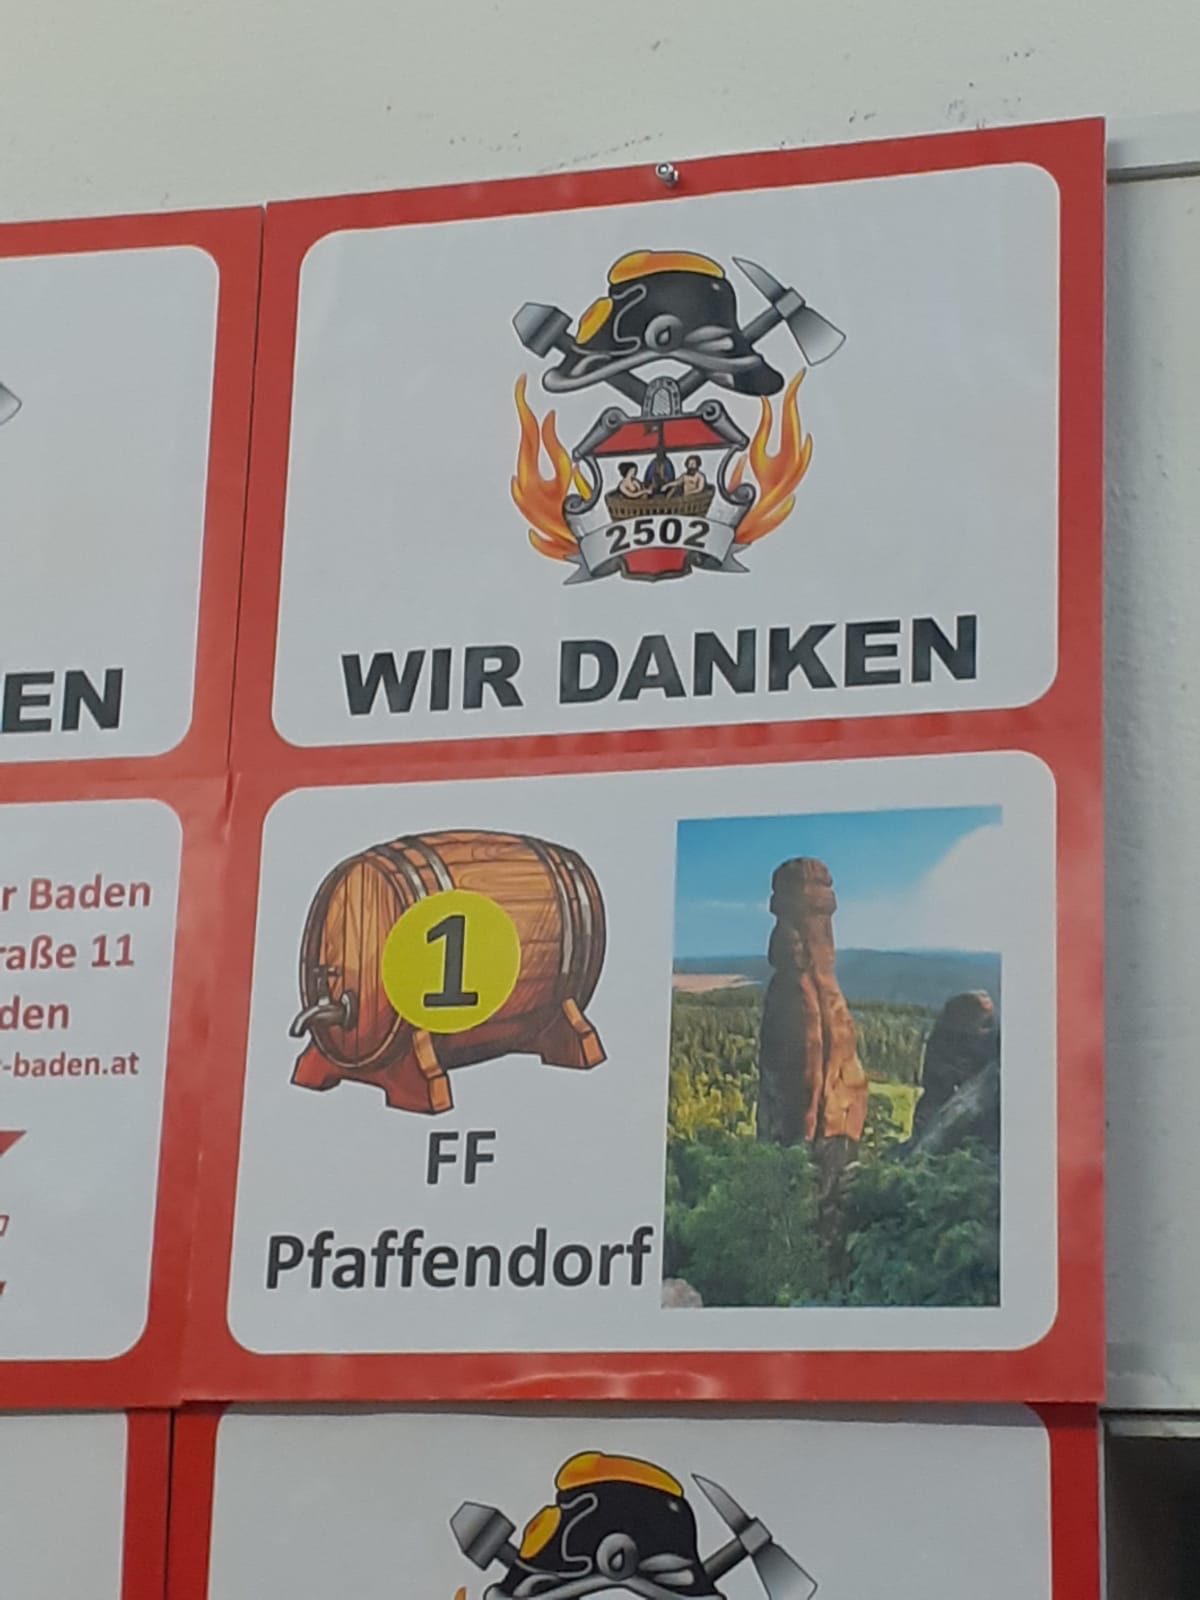 2502
WIR DANKEN
EN
r Baden
raße 11
den
-baden.at
1
FF
Pfaffendorf